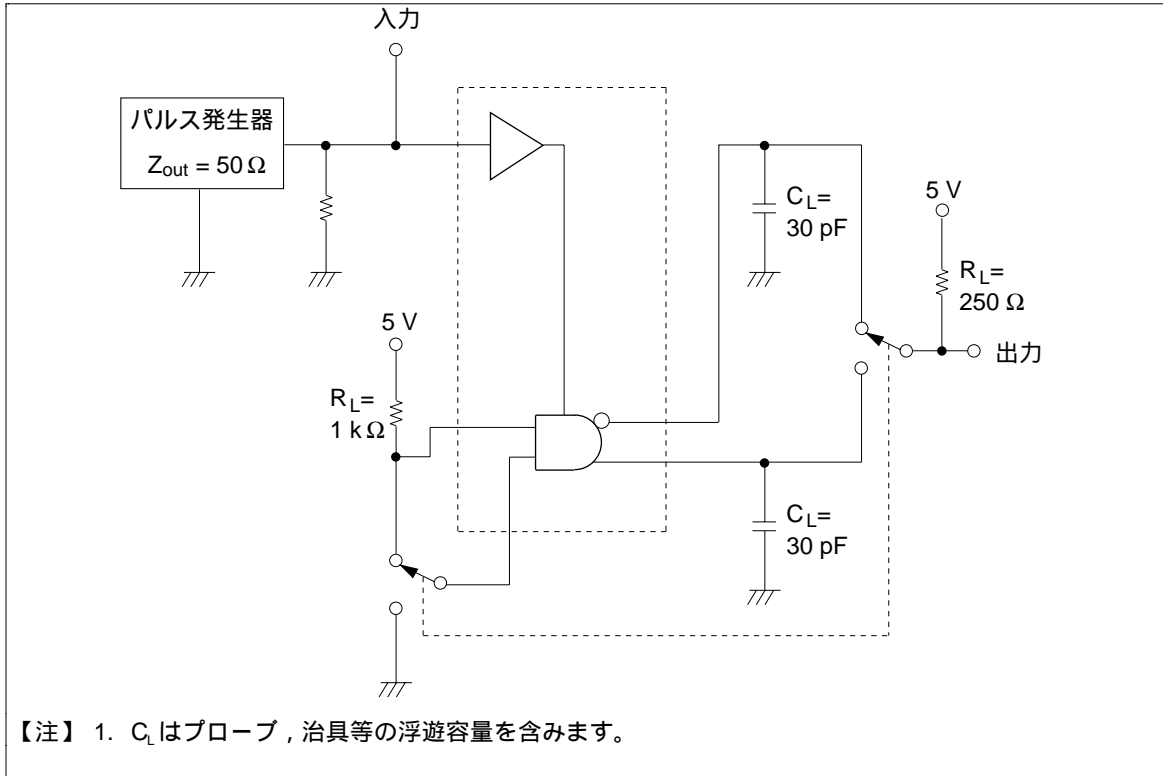 入力
パルス発生器
Zout = 50 Ω
CL=
30 pF
5 V
RL=
250 Ω
出力
5 V
RL=
1 kΩ
CL=
30 pF
【注】 1. CLはプローブ , 治具等の浮遊容量を含みます。